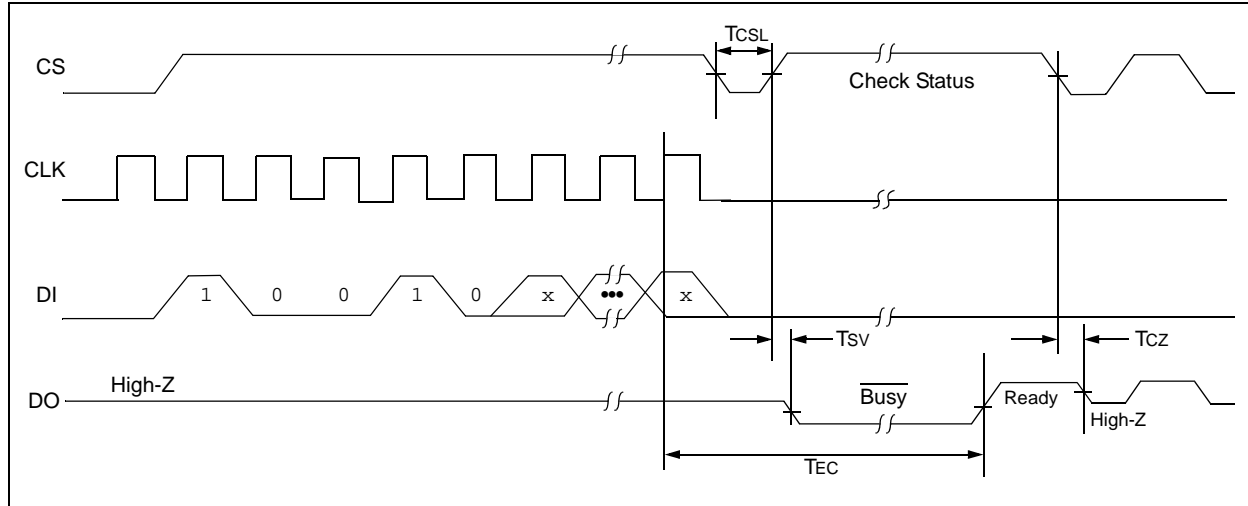 TCSL
CS
Check Status
CLK
DI
1 0 0 1 0 x ••• x
TSV
TCZ
High-Z
DO
Busy
Ready
High-Z
TEC